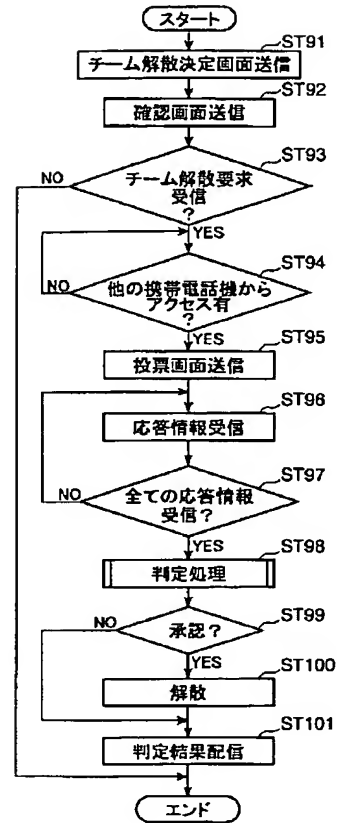 スタート
ST91
チーム解散決定画面送信
ST92
確認画面送信
ST93
チーム解散要求
受信
?
NO
YES
ST94
他の携帯電話機から
アクセス有
?
NO
YES
ST95
投票画面送信
ST96
応答情報受信
ST97
全ての応答情報
受信?
NO
YES
ST98
判定処理
ST99
承認?
NO
YES
ST100
解散
ST101
判定結果配信
エンド